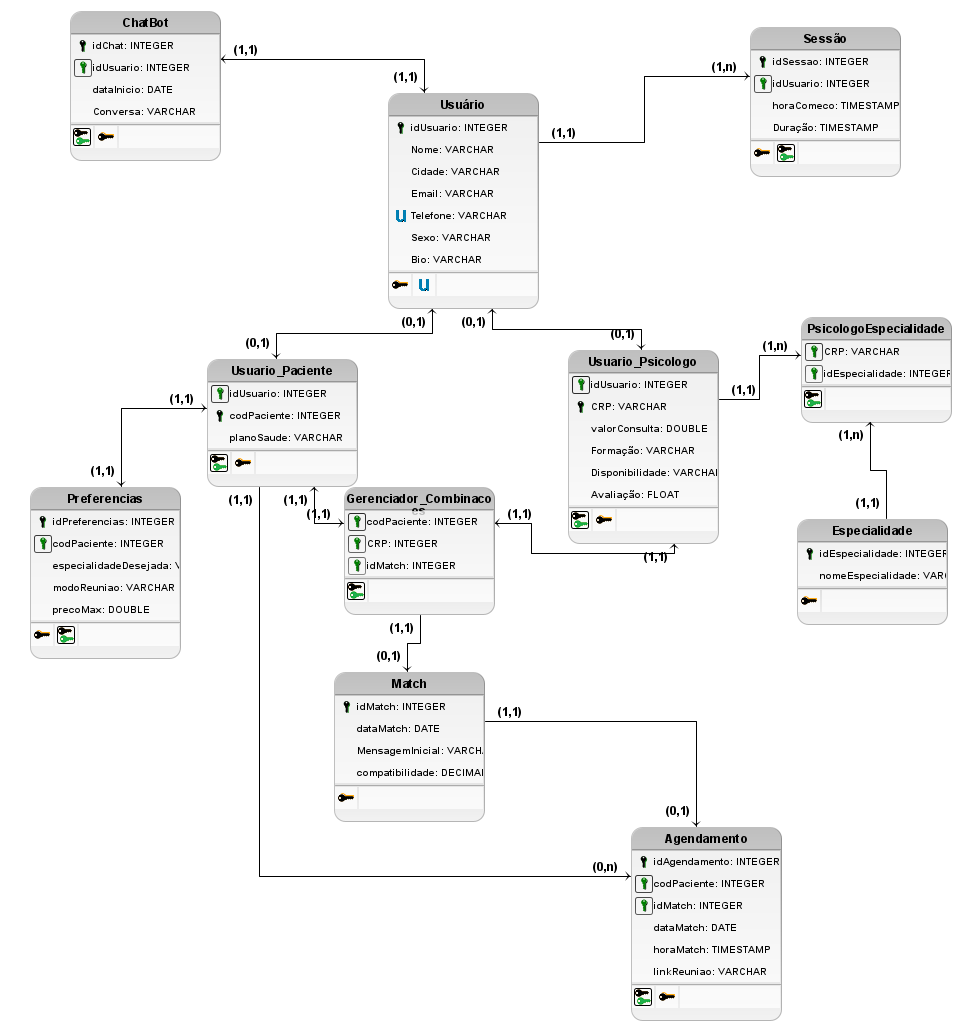 ChatBot
idChat: INTEGER
idUsuario: INTEGER
dataInicio: DATE
Conversa: VARCHAR
(1,1)
(1,1)
Usuário
idUsuario: INTEGER
Nome: VARCHAR
Cidade: VARCHAR
Email: VARCHAR
U Telefone: VARCHAR
Sexo: VARCHAR
Bio: VARCHAR
U
(1,1)
(1,n)
Sessão
idSessao: INTEGER
idUsuario: INTEGER
horaComeco: TIMESTAMP
Duração: TIMESTAMP
(0,1)
(0,1)
(0,1)
(0,1)
Usuario_Paciente
idUsuario: INTEGER
codPaciente: INTEGER
planoSaude: VARCHAR
Usuario_Psicologo
idUsuario: INTEGER
CRP: VARCHAR
valorConsulta: DOUBLE
Formação: VARCHAR
Disponibilidade: VARCHAR
Avaliação: FLOAT
(1,1)
(1,n)
PsicologoEspecialidade
CRP: VARCHAR
idEspecialidade: INTEGER
(1,n)
(1,1)
Especialidade
idEspecialidade: INTEGER
nomeEspecialidade: VAR
(1,1)
(1,1)
Preferencias
idPreferencias: INTEGER
codPaciente: INTEGER
especialidadeDesejada: V
modoReuniao: VARCHAR
precoMax: DOUBLE
(1,1)
(1,1)
(1,1)
Gerenciador_Combinaco
es
codPaciente: INTEGER
CRP: INTEGER
idMatch: INTEGER
(1,1)
(1,1)
(1,1)
(0,1)
Match
idMatch: INTEGER
dataMatch: DATE
MensagemInicial: VARCH
compatibilidade: DECIMAL
(1,1)
(0,1)
(0,n)
Agendamento
idAgendamento: INTEGER
codPaciente: INTEGER
idMatch: INTEGER
dataMatch: DATE
horaMatch: TIMESTAMP
linkReuniao: VARCHAR